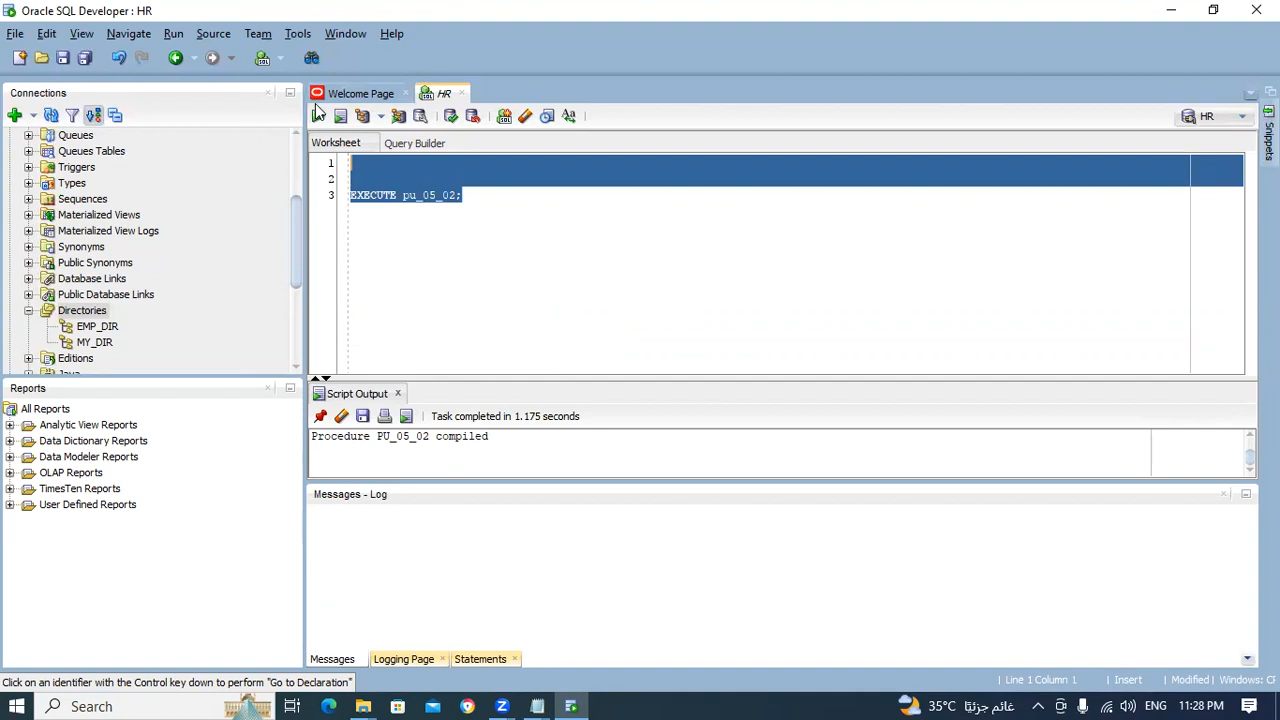 Oracle SQL Developer : HR
File Edit View Navigate Run Source Team Tools Window Help
Connections
Welcome Page
HR
HR
Worksheet
Query Builder
Queues
Queues Tables
Triggers
Types
Sequences
Materialized Views
Materialized View Logs
Synonyms
Public Synonyms
Database Links
Public Database Links
Directories
EMP_DIR
MY_DIR
Editions
1
2
3 EXECUTE pu_05_02;
Snippets
Script Output
Task completed in 1.175 seconds
Procedure PU_05_02 compiled
Reports
All Reports
Analytic View Reports
Data Dictionary Reports
Data Modeler Reports
OLAP Reports
TimesTen Reports
User Defined Reports
Messages - Log
Messages
Logging Page
Statements
Click on an identifier with the Control key down to perform "Go to Declaration"
Line 1 Column 1
Insert
Modified
Windows: CF
Search
35°C غائم جزئيًا
ENG
11:28 PM